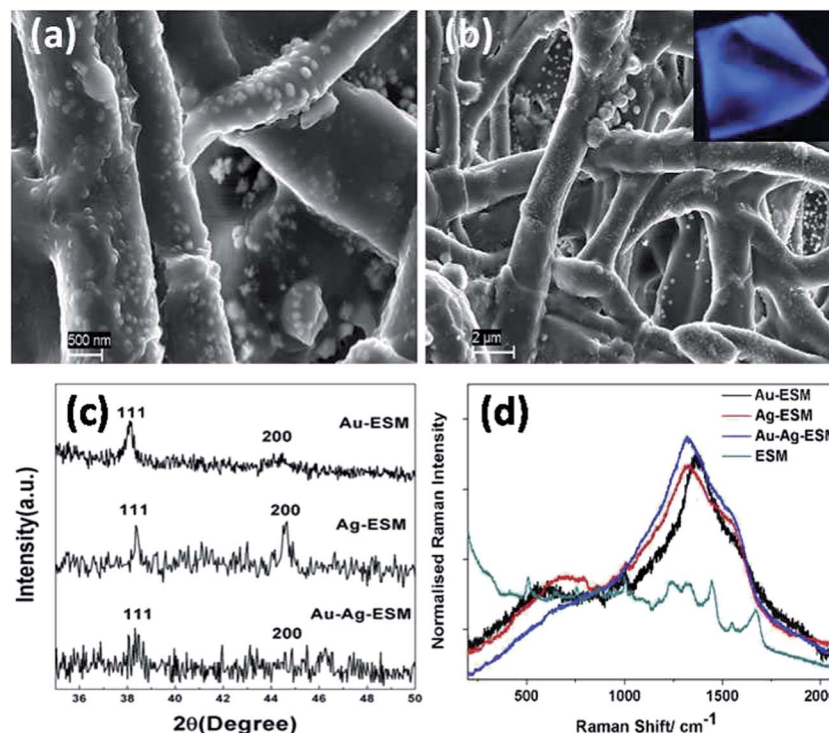 (a)
500 nm
(b)
2 µm
(c)
111
200
Au-ESM
111
200
Ag-ESM
111
200
Au-Ag-ESM
Intensity(a.u.)
36 38 40 42 44 46 48 50
2θ(Degree)
(d)
Au-ESM
Ag-ESM
Au-Ag-ESM
ESM
Normalised Raman Intensity
500 1000 1500 200
Raman Shift/ cm-1